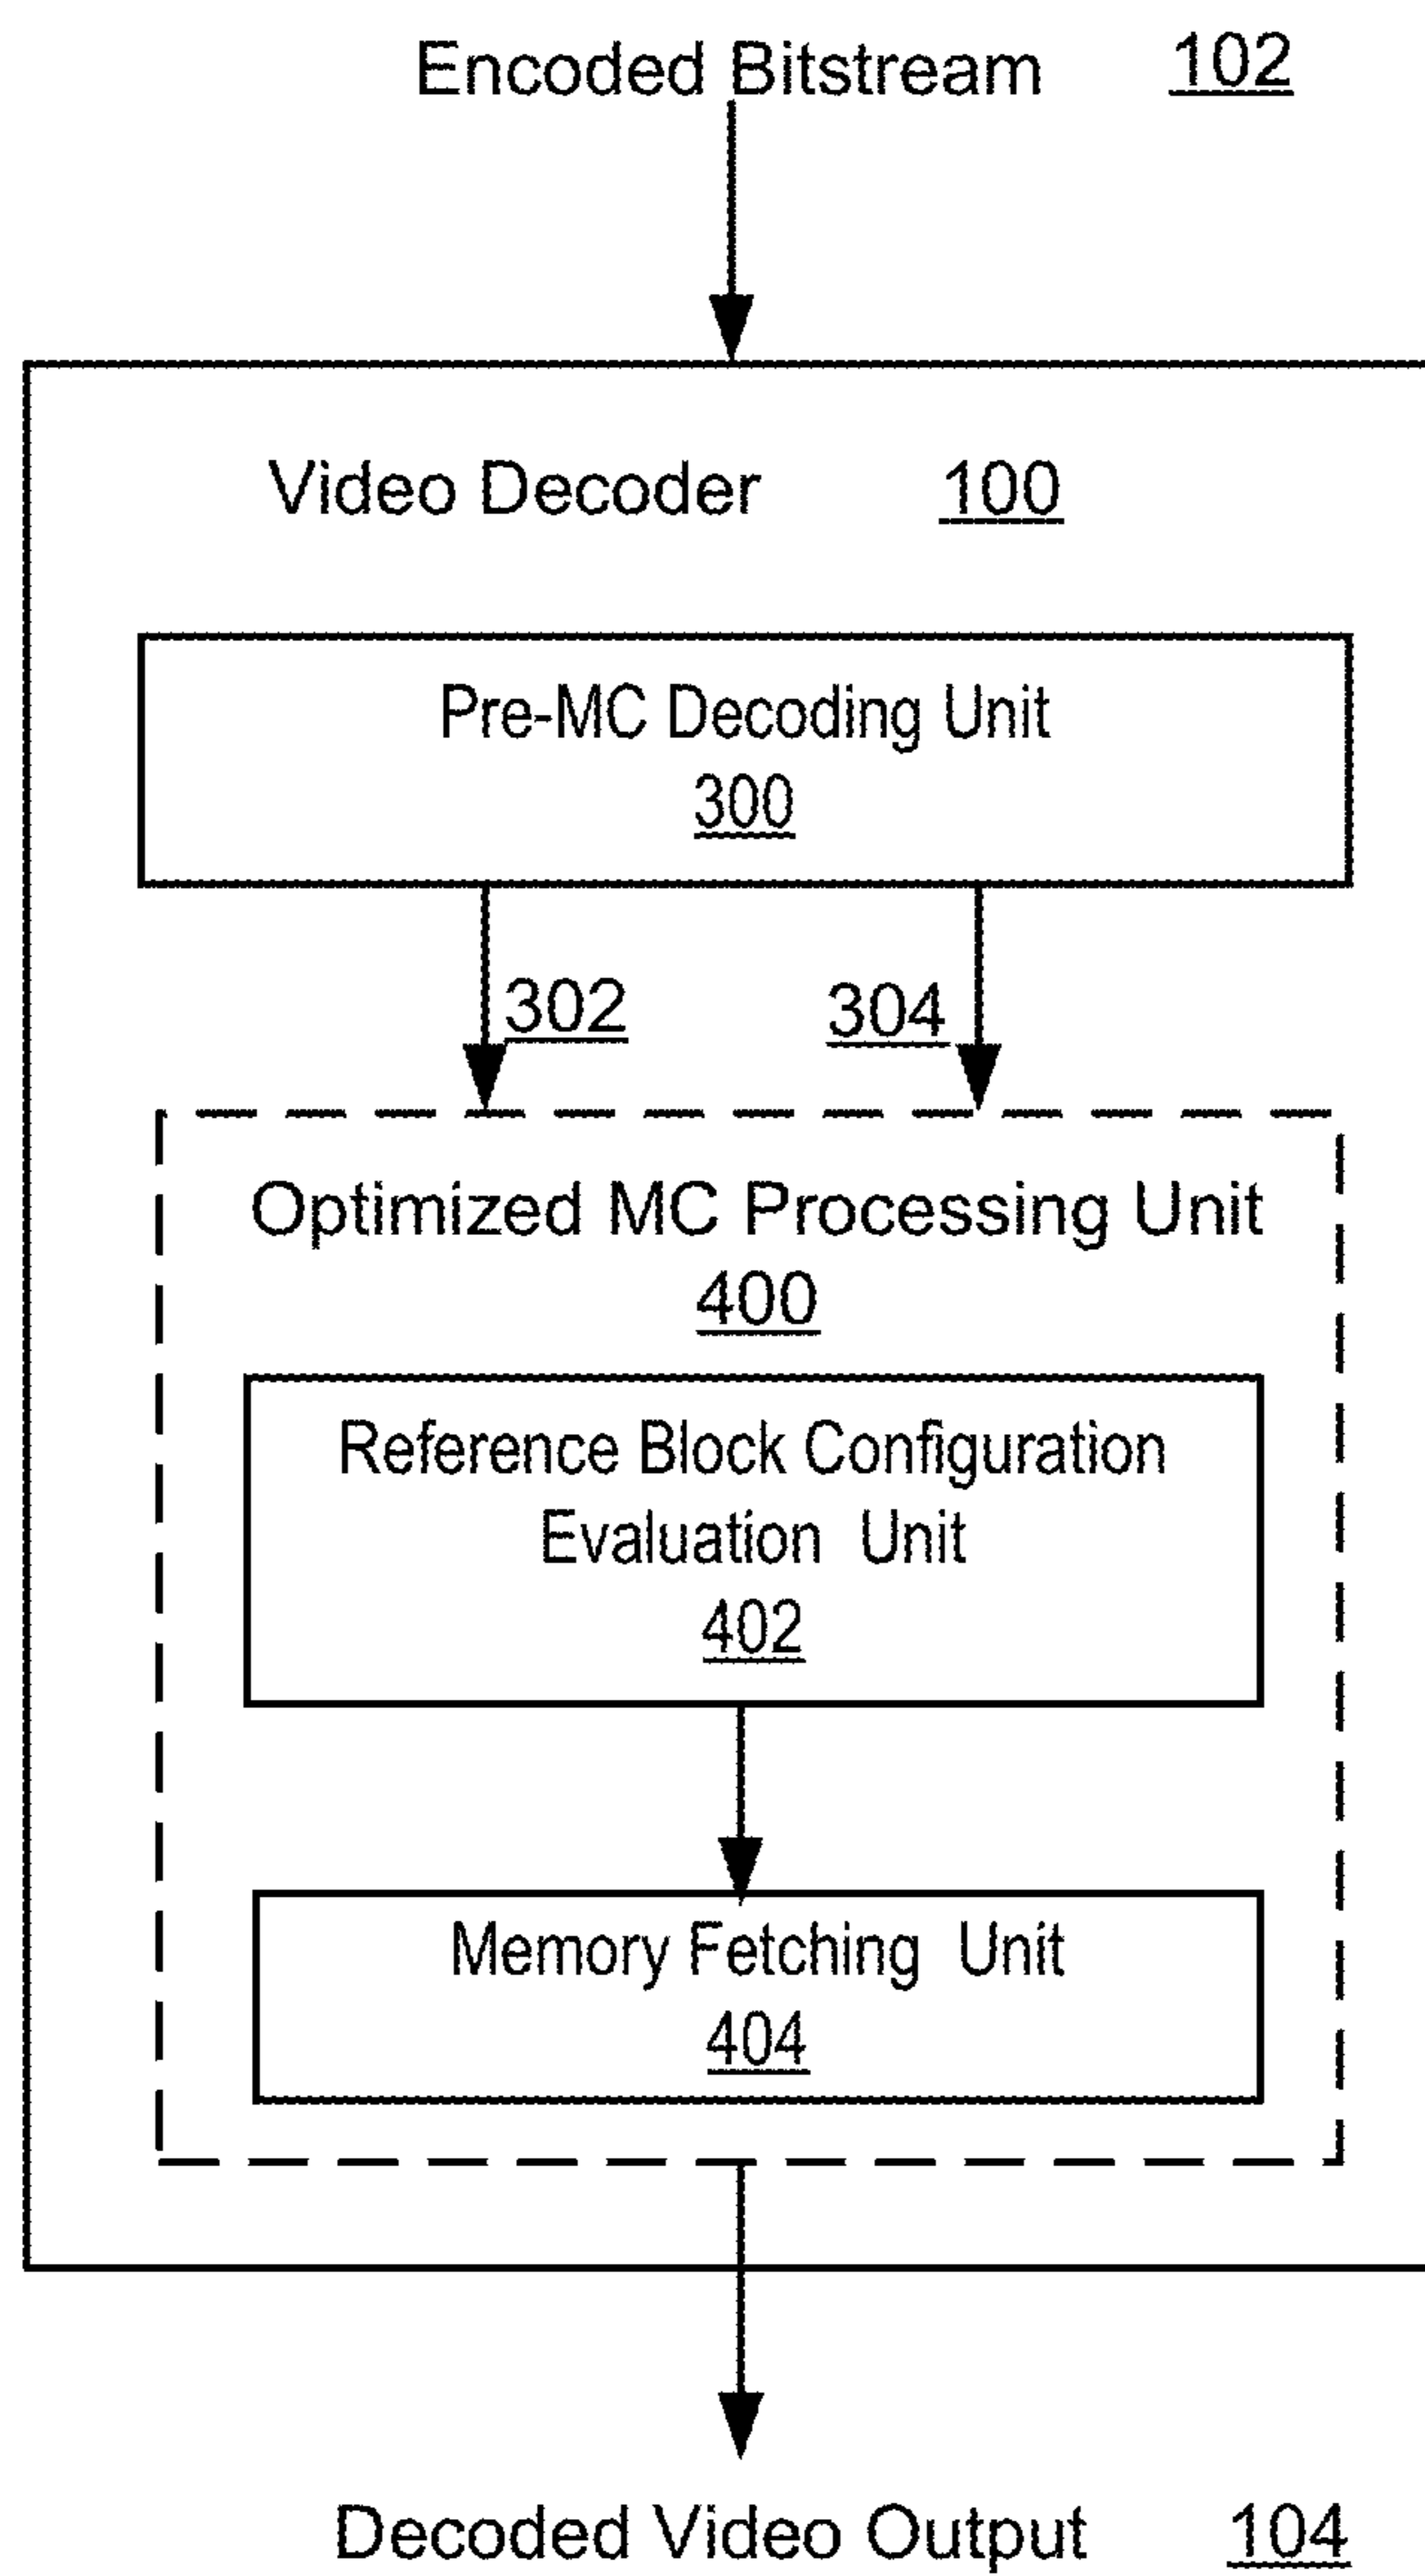 Encoded Bitstream 102
Video Decoder 100
Pre-MC Decoding Unit
300
302 304
Optimized MC Processing Unit
400
Reference Block Configuration
Evaluation Unit
402
Memory Fetching Unit
404
Decoded Video Output 104